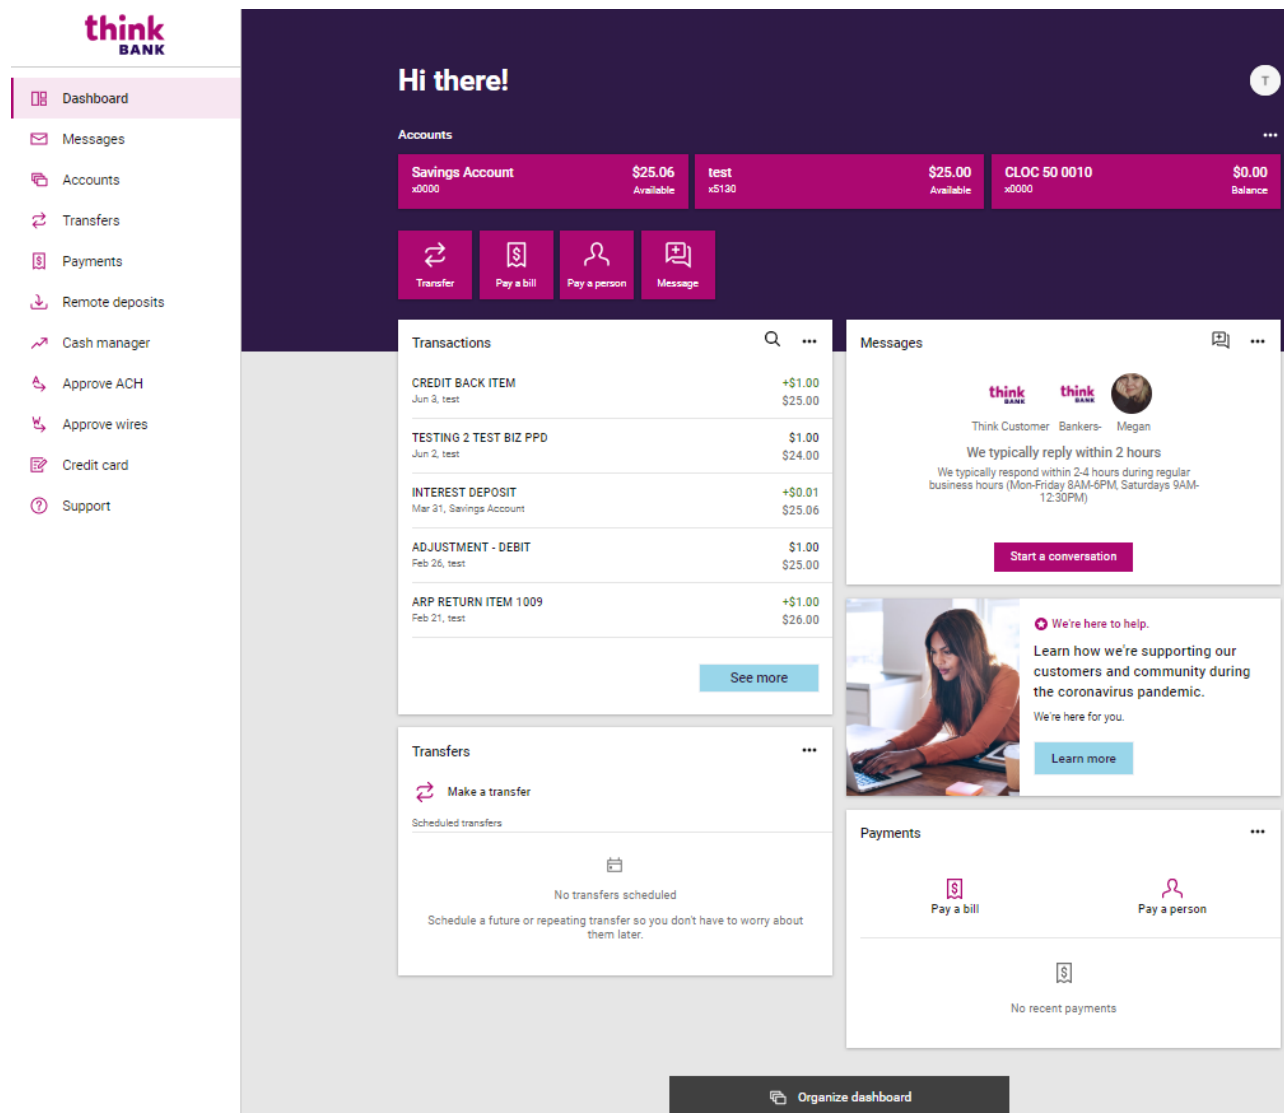 think
BANK
Dashboard
Messages
Accounts
Transfers
Payments
Remote deposits
Cash manager
Approve ACH
Approve wires
Credit card
Support
Hi there!
T
Accounts
Savings Account $25.06
x0000 Available
test $25.00
x5130 Available
CLOC 50 0010 $0.00
x0000 Balance
Transfer
Pay a bill
Pay a person
Message
Transactions
CREDIT BACK ITEM +$1.00
Jun 3, test $25.00
TESTING 2 TEST BIZ PPD $1.00
Jun 2, test $24.00
INTEREST DEPOSIT +$0.01
Mar 31, Savings Account $25.06
ADJUSTMENT - DEBIT $1.00
Feb 26, test $25.00
ARP RETURN ITEM 1009 +$1.00
Feb 21, test $26.00
See more
Transfers
Make a transfer
Scheduled transfers
No transfers scheduled
Schedule a future or repeating transfer so you don't have to worry about
them later.
Messages
think
BANK
think
BANK
Think Customer Bankers- Megan
We typically reply within 2 hours
We typically respond within 2-4 hours during regular
business hours (Mon-Friday 8AM-6PM, Saturdays 9AM-
12:30PM)
Start a conversation
We're here to help.
Learn how we're supporting our
customers and community during
the coronavirus pandemic.
We're here for you.
Learn more
Payments
Pay a bill
Pay a person
No recent payments
Organize dashboard